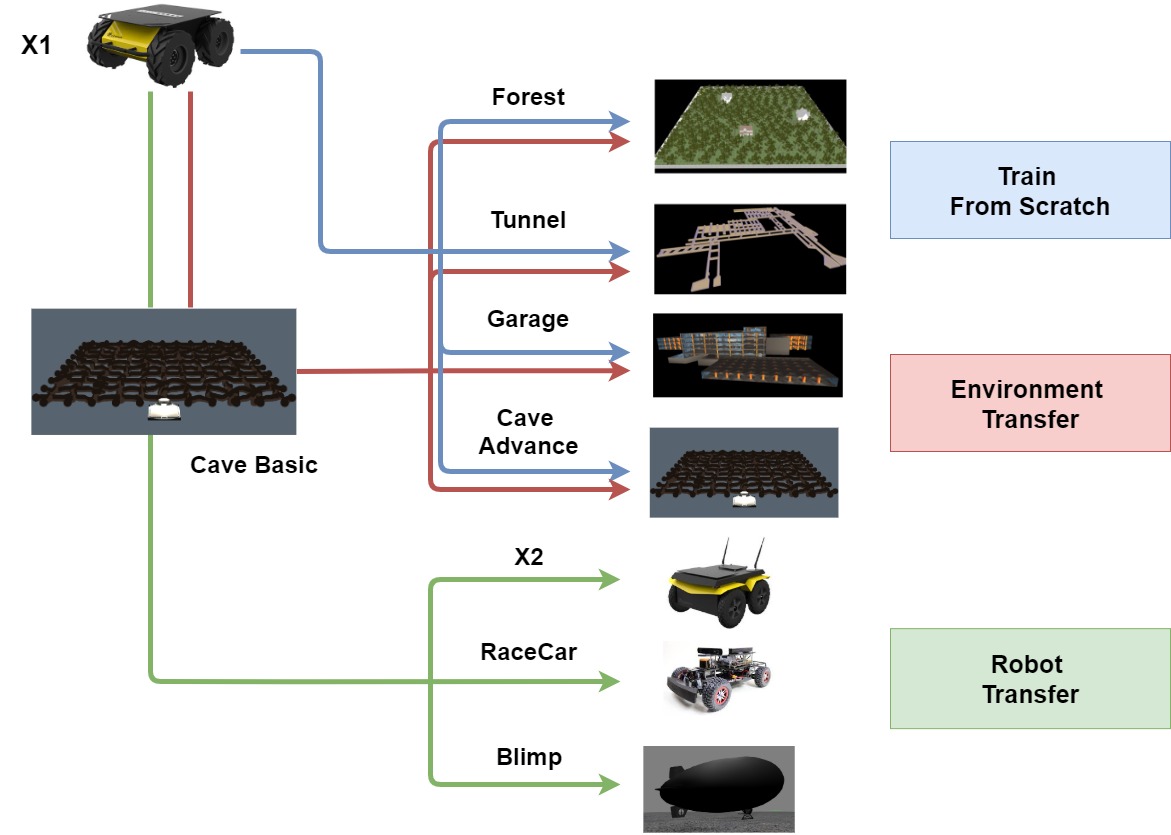 X1
Forest
Tunnel
Garage
Cave
Advance
Cave Basic
X2
RaceCar
Blimp
Train
From Scratch
Environment
Transfer
Robot
Transfer